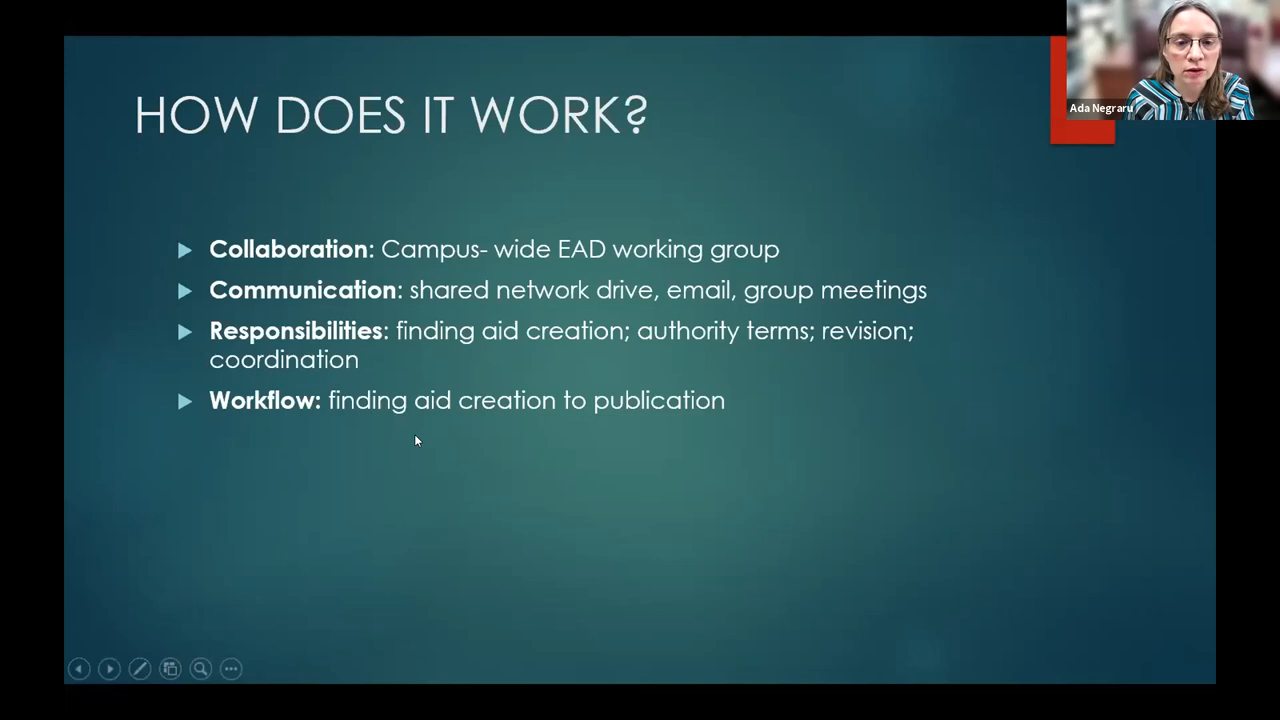 HOW DOES IT WORK?
Ada Negraru
Collaboration: Campus- wide EAD working group
Communication: shared network drive, email, group meetings
Responsibilities: finding aid creation; authority terms; revision;
coordination
Workflow: finding aid creation to publication